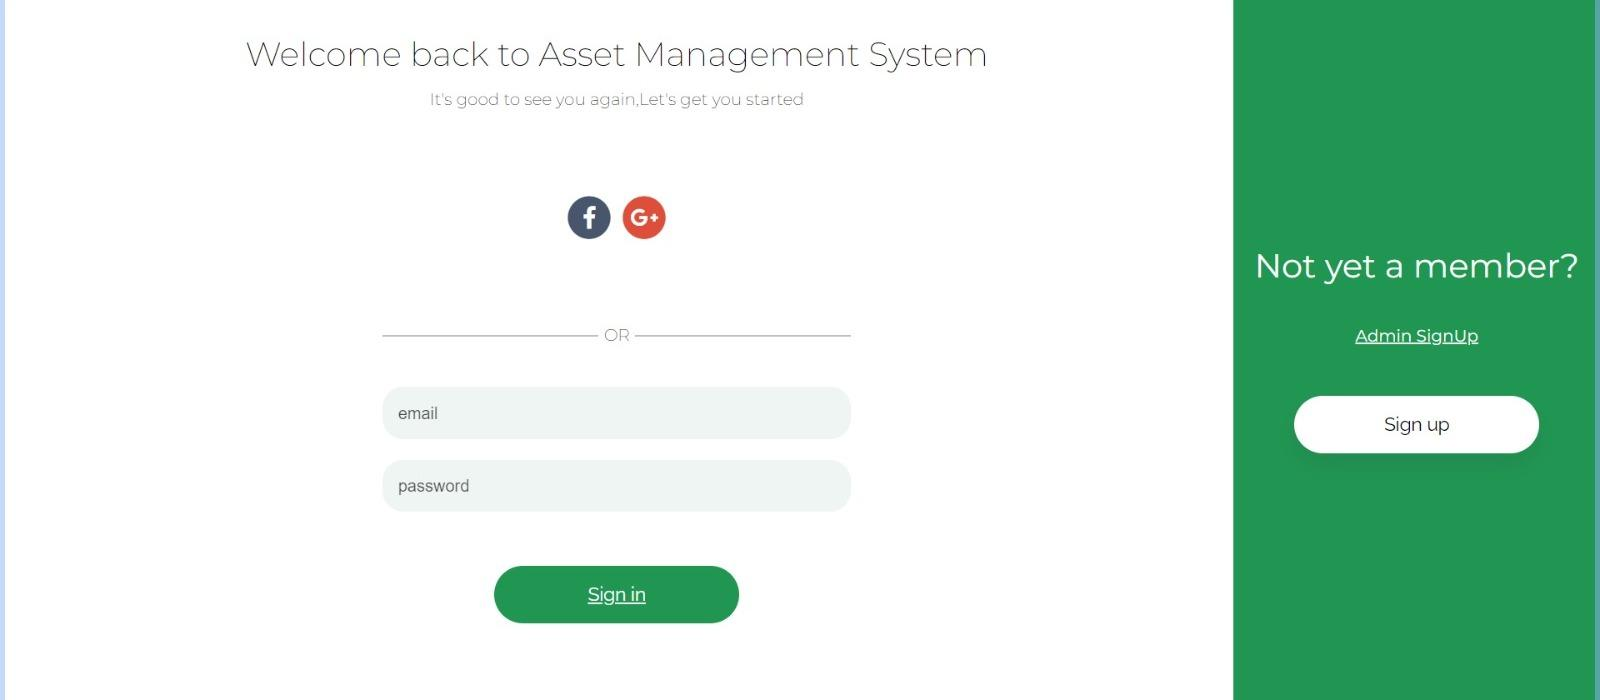 Welcome back to Asset Management System
It's good to see you again,Let's get you started
f G+
OR
email
password
Sign in
Not yet a member?
Admin SignUp
Sign up